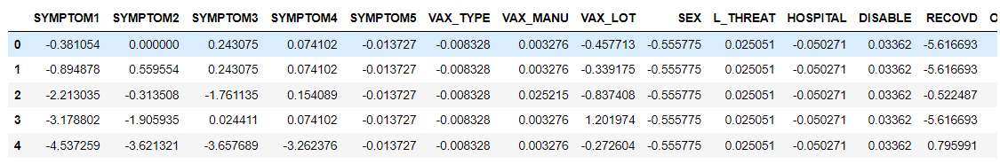 SYMPTOM1 SYMPTOM2 SYMPTOM3 SYMPTOM4 SYMPTOM5 VAX_TYPE VAX_MANU VAX_LOT SEX L_THREAT HOSPITAL DISABLE RECOVD O
0 -0.381054 0.000000 0.243075 0.074102 -0.013727 -0.008328 0.003276 -0.457713 -0.555775 0.025051 -0.050271 0.03362 -5.616693
1 -0.894878 0.559554 0.243075 0.074102 -0.013727 -0.008328 0.003276 -0.339175 -0.555775 0.025051 -0.050271 0.03362 -5.616693
2 -2.213035 -0.313508 -1.761135 0.154089 -0.013727 -0.008328 0.025215 -0.837408 -0.555775 0.025051 -0.050271 0.03362 -0.522487
3 -3.178802 -1.905935 0.024411 0.074102 -0.013727 -0.008328 0.003276 1.201974 -0.555775 0.025051 -0.050271 0.03362 -5.616693
4 -4.537259 -3.621321 -3.657689 -3.262376 -0.013727 -0.008328 0.003276 -0.272604 -0.555775 0.025051 -0.050271 0.03362 0.795991